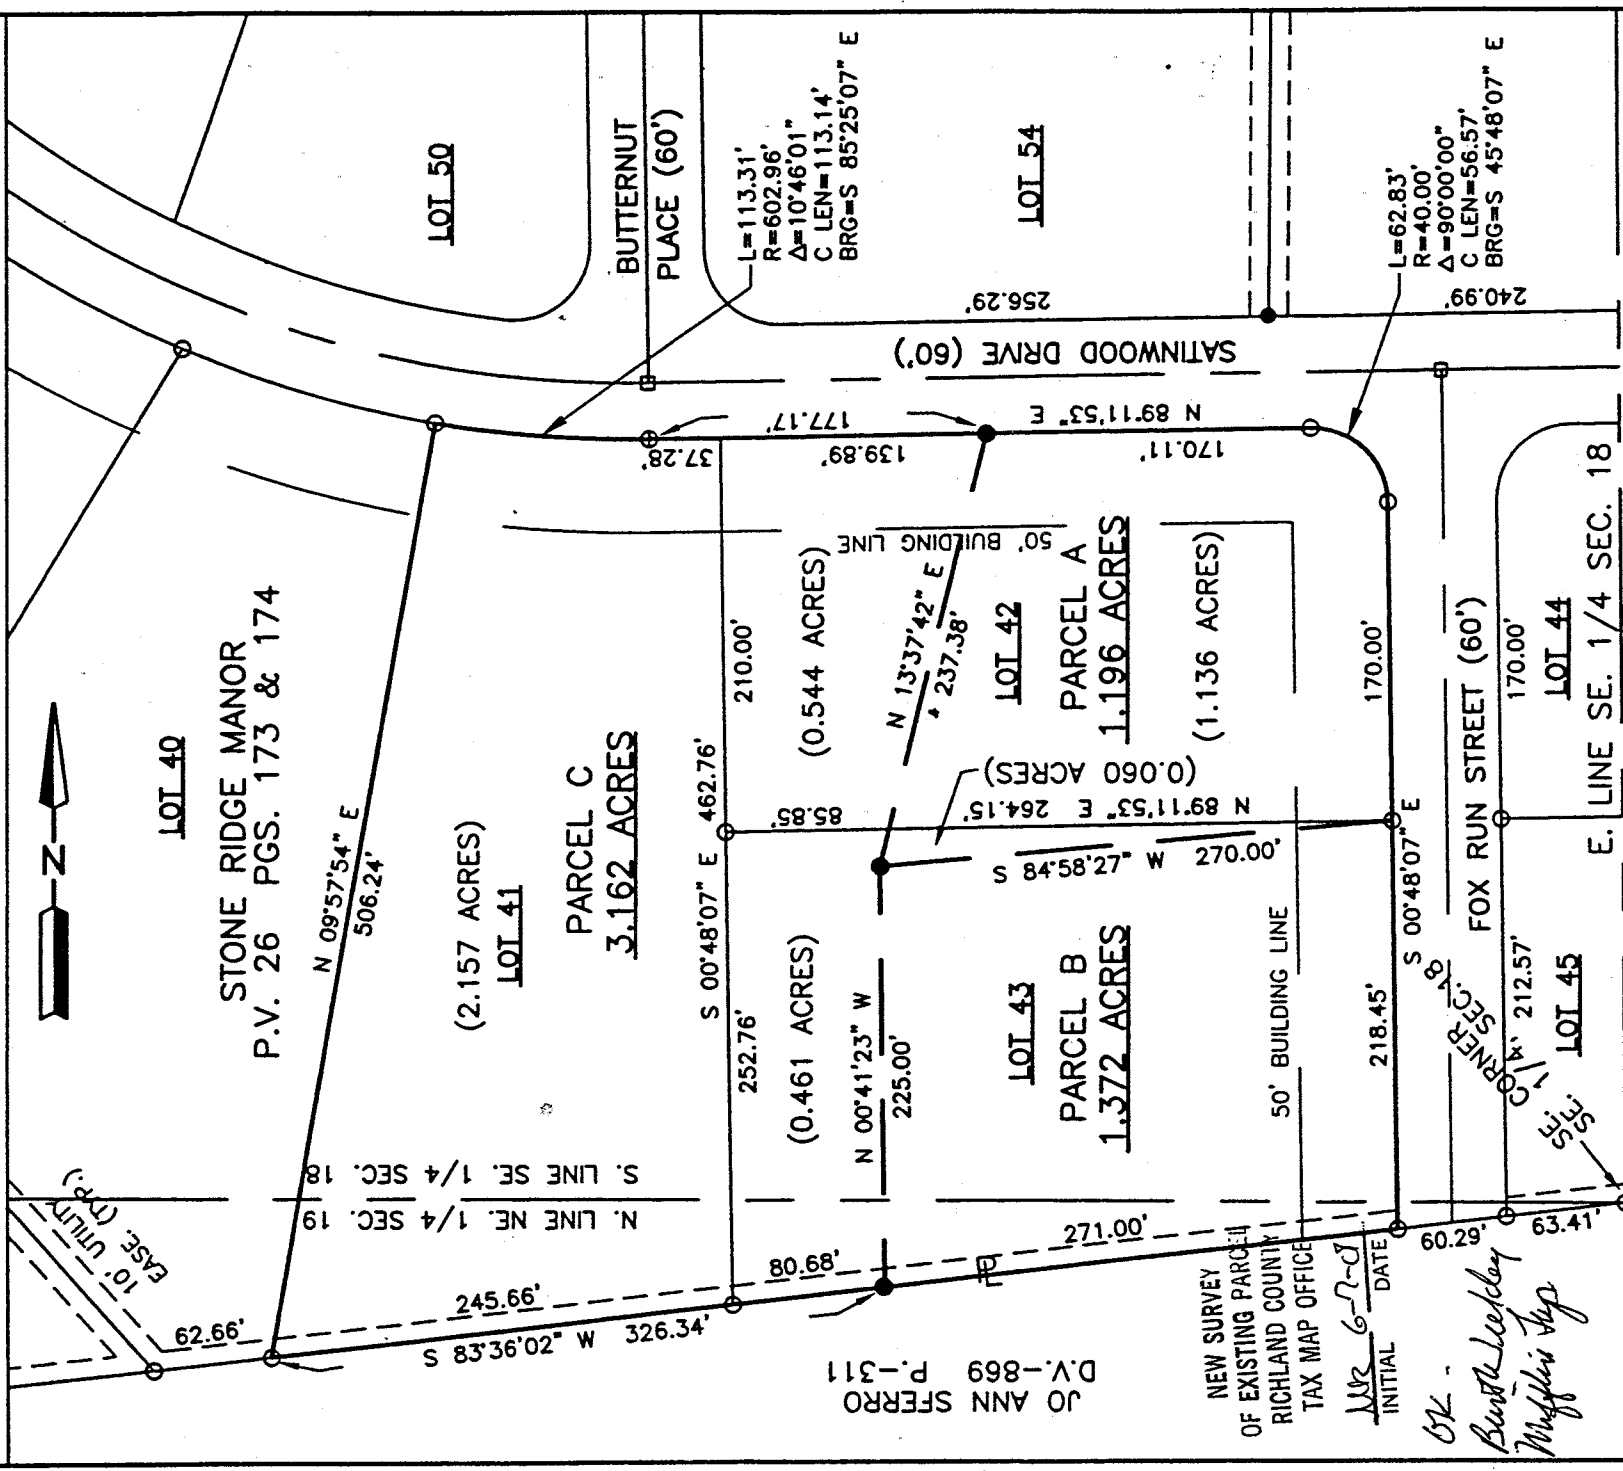 LOT 50
BUTTERNUT
PLACE (60')
L=113.31'
R=602.96'
Δ=10°46'01"
C LEN=113.14'
BRG=S 85°25'07" E
LOT 54
L=62.83'
R=40.00'
Δ=90°00'00"
C LEN=56.57'
BRG=S 45°48'07" E
256.29'
240.99'
SATINWOOD DRIVE (60')
177.17'
N 89°11'53" E
37.28'
139.89'
170.11'
N
LOT 40
STONE RIDGE MANOR
P.V. 26 PGS. 173 & 174
N 09°57'54" E
506.24'
(2.157 ACRES)
LOT 41
PARCEL C
3.162 ACRES
S 00°48'07" E 462.76'
210.00'
252.76'
(0.544 ACRES)
50' BUILDING LINE
N 13°37'42" E
237.38'
LOT 42
PARCEL A
1.196 ACRES
(1.136 ACRES)
(0.060 ACRES)
85.85'
N 89°11'53" E 264.15'
S 84°58'27" W 270.00'
(0.461 ACRES)
N 00°41'23" W
225.00'
LOT 43
PARCEL B
1.372 ACRES
50' BUILDING LINE
170.00'
218.45'
S 00°48'07" E
FOX RUN STREET (60')
170.00'
212.57'
LOT 44
LOT 45
E. LINE SE. 1/4 SEC. 18
SE. CORNER SEC. 18
SE. 1/4,
S. LINE SE. 1/4 SEC. 18
N. LINE NE. 1/4 SEC. 19
10' UTILITY
EASE. (TYP.)
62.66'
245.66'
80.68'
271.00'
60.29'
63.41'
S 83°36'02" W 326.34'
JO ANN SFERRO
D.V.-869 P.-311
NEW SURVEY
OF EXISTING PARCEL
RICHLAND COUNTY
TAX MAP OFFICE
6-7-01
INITIAL DATE
OK -